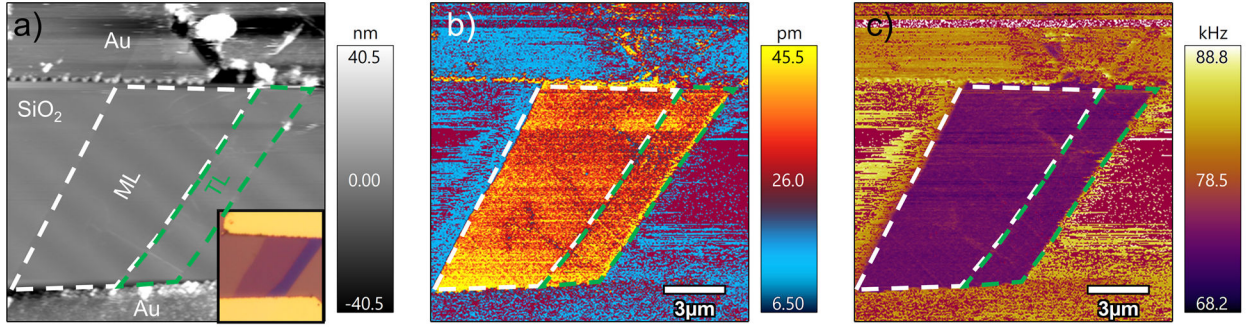 a)
Au
SiO₂
ML
TL
Au
nm
40.5
0.00
-40.5
b)
3µm
pm
45.5
26.0
6.50
c)
3µm
kHz
88.8
78.5
68.2